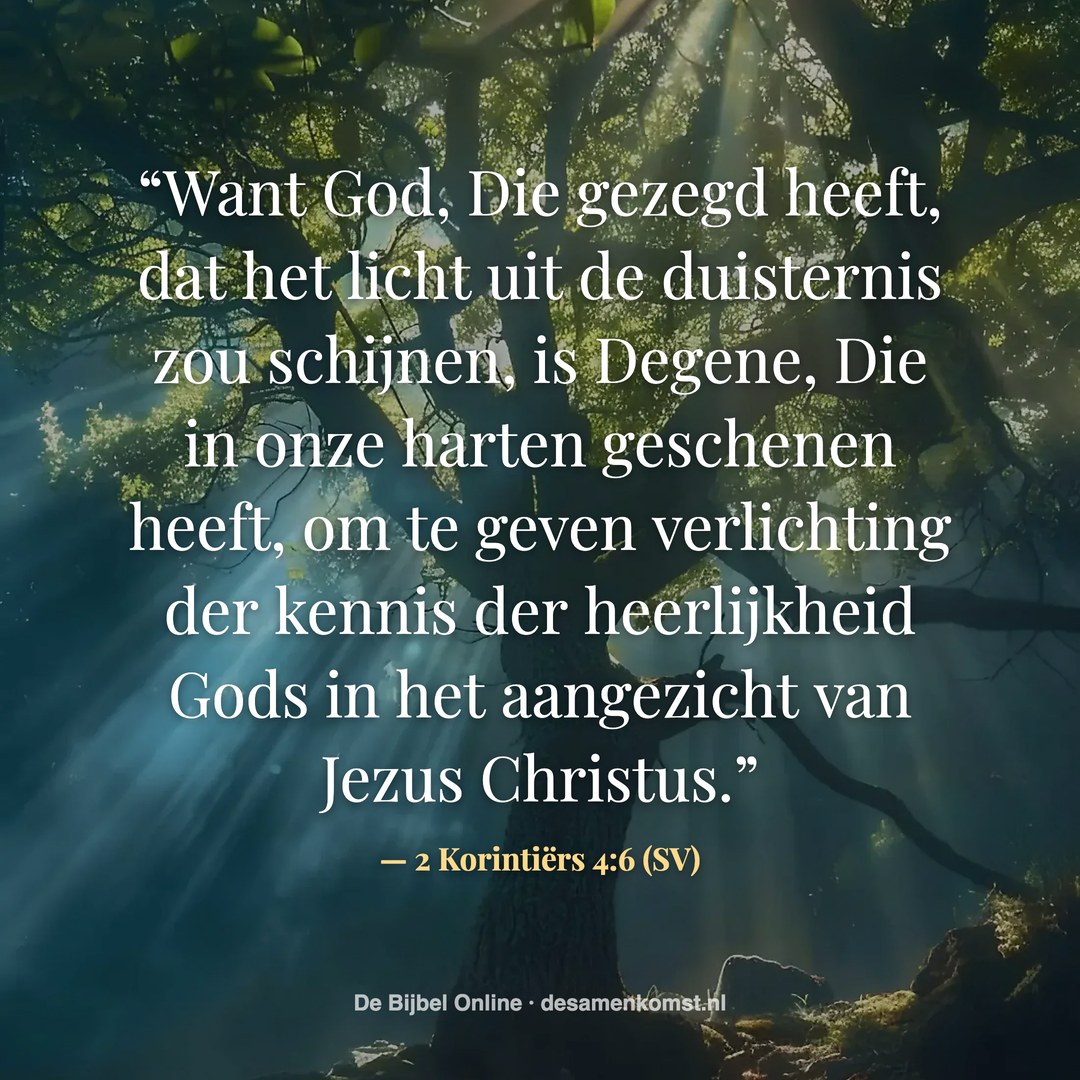 “Want God, Die gezegd heeft,
dat het licht uit de duisternis
zou schijnen, is Degene, Die
in onze harten geschenen
heeft, om te geven verlichting
der kennis der heerlijkheid
Gods in het aangezicht van
Jezus Christus.”
— 2 Korintiërs 4:6 (SV)
De Bijbel Online · desamenkomst.nl